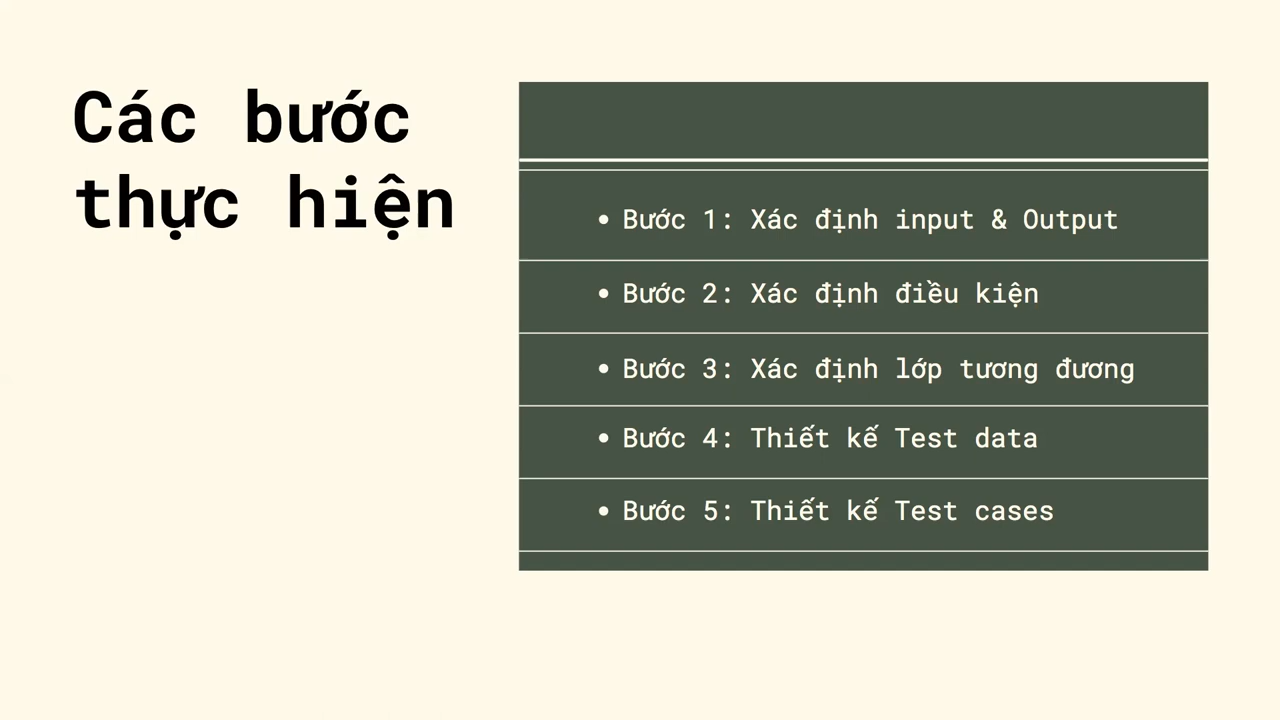 Các bước
thực hiện
• Bước 1: Xác định input & Output
• Bước 2: Xác định điều kiện
• Bước 3: Xác định lớp tương đương
• Bước 4: Thiết kế Test data
• Bước 5: Thiết kế Test cases